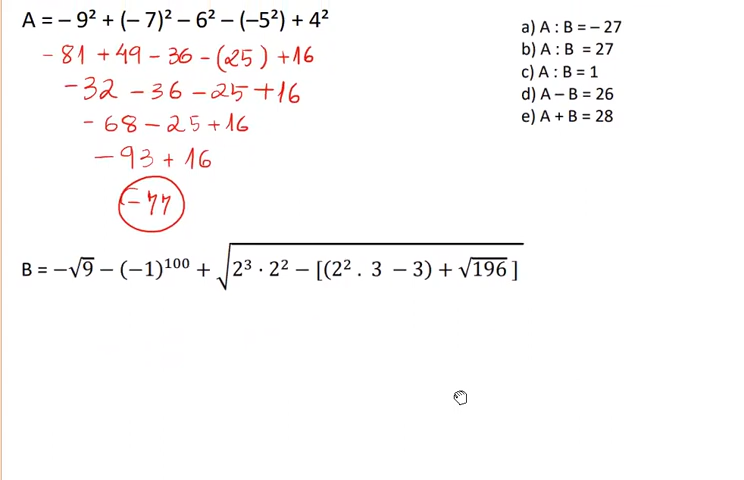 A = – 9² + (– 7)² – 6² – (–5²) + 4²
- 81 + 49 - 36 - (25) + 16
-32 - 36 - 25 + 16
- 68 - 25 + 16
- 93 + 16
- 77
a) A : B = – 27
b) A : B = 27
c) A : B = 1
d) A – B = 26
e) A + B = 28
B = −√9 − (−1)¹⁰⁰ + √(2³ · 2² − [(2² . 3 − 3) + √196 ])